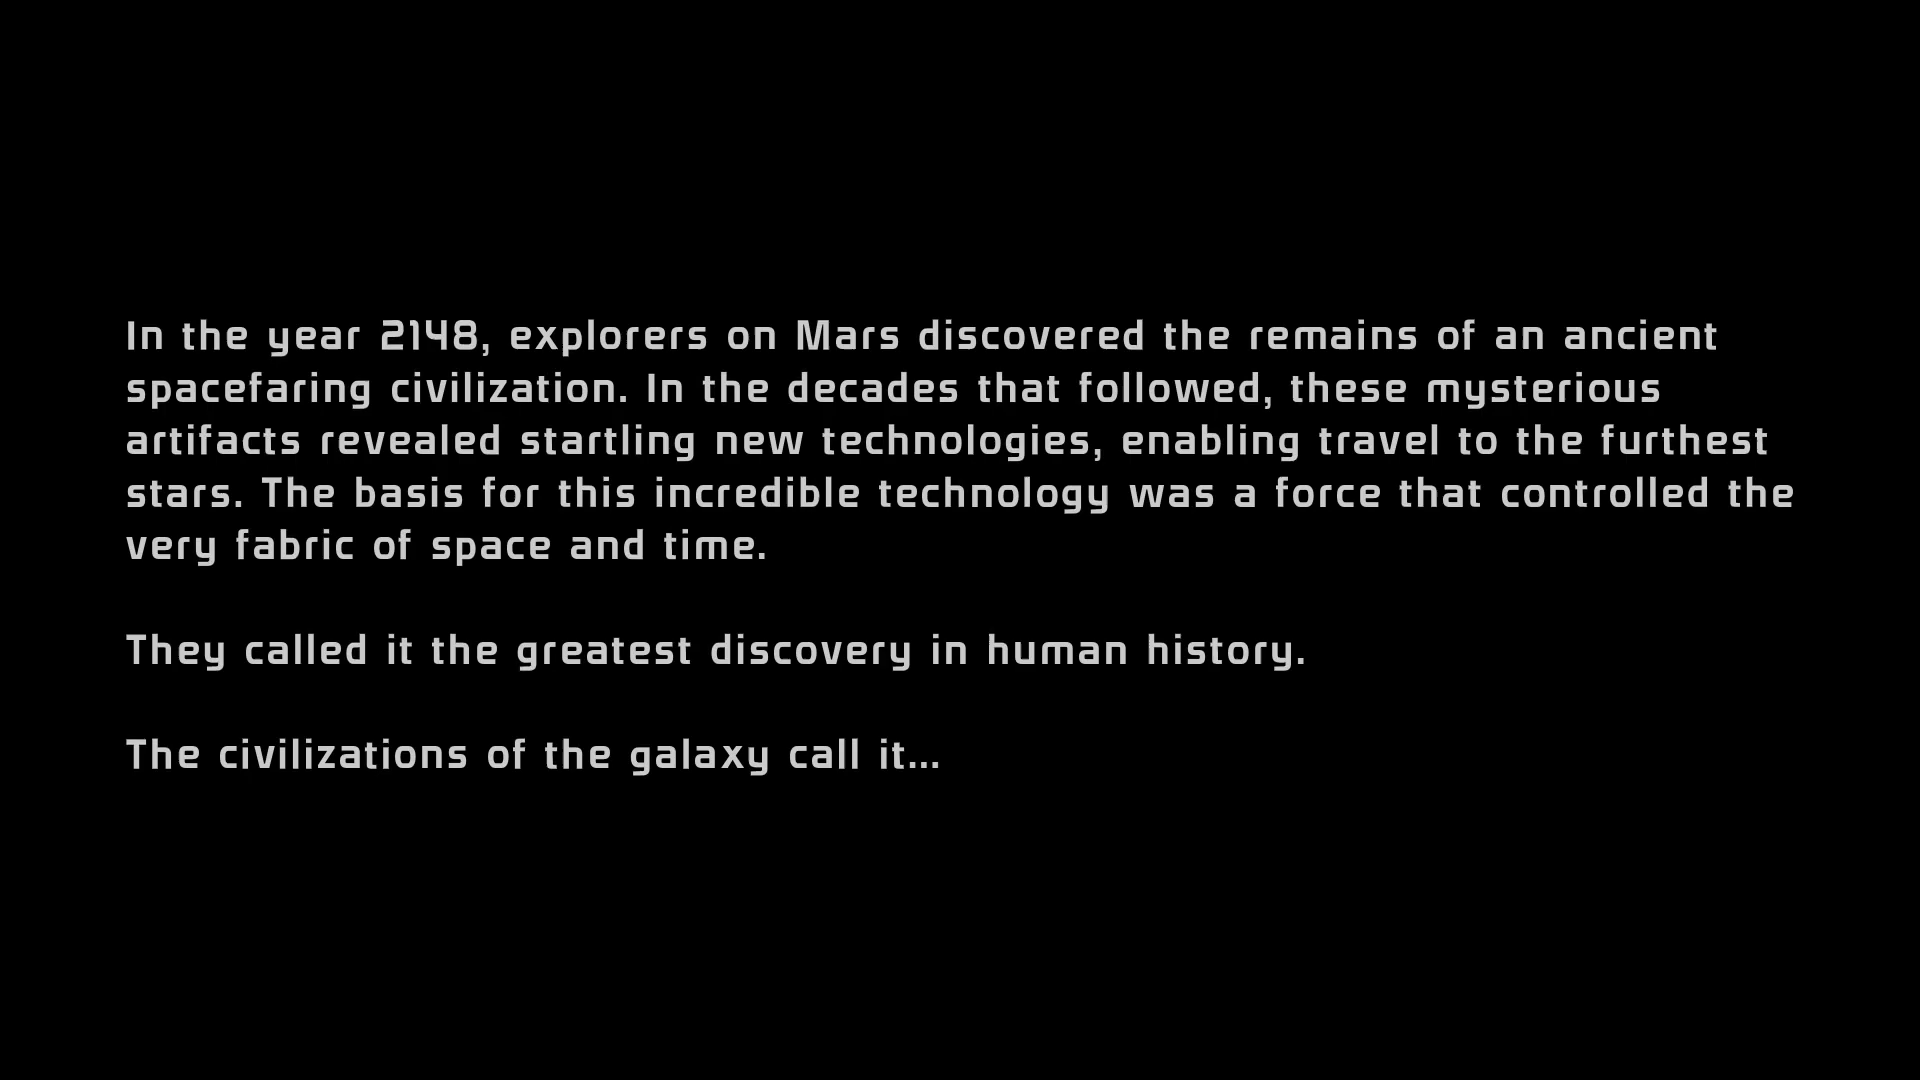 In the year 2148, explorers on Mars discovered the remains of an ancient
spacefaring civilization. In the decades that followed, these mysterious
artifacts revealed startling new technologies, enabling travel to the furthest
stars. The basis for this incredible technology was a force that controlled the
very fabric of space and time.
They called it the greatest discovery in human history.
The civilizations of the galaxy call it...